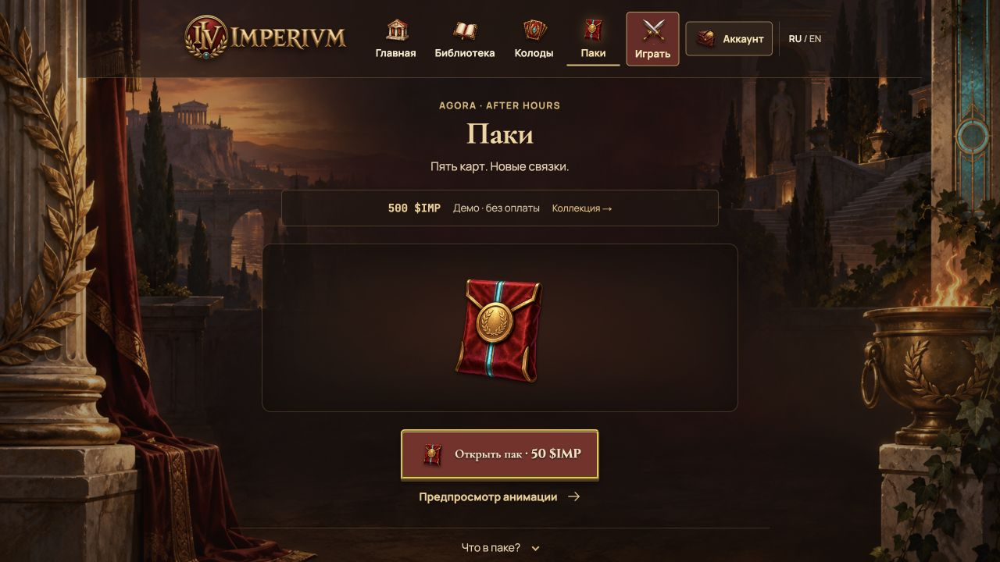 IMPERIVM
Главная
Библиотека
Колоды
Паки
Играть
Аккаунт
RU / EN
AGORA · AFTER HOURS
Паки
Пять карт. Новые связки.
500 $IMP Демо · без оплаты Коллекция →
Открыть пак · 50 $IMP
Предпросмотр анимации →
Что в паке?